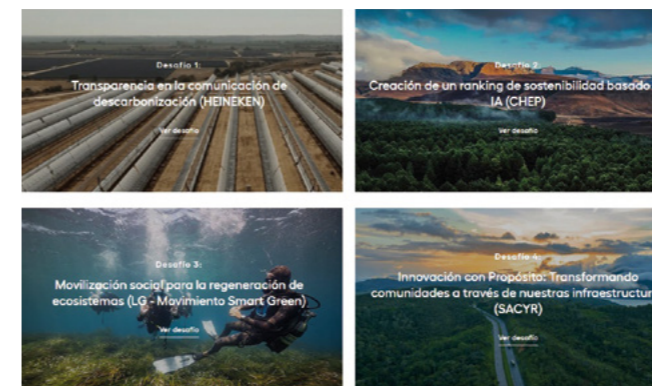 Desafío 1:
Transparencia en la comunicación de
descarbonización (HEINEKEN)
Ver desafío
Desafío 2:
Creación de un ranking de sostenibilidad basado
IA (CHEP)
Ver desafío
Desafío 3:
Movilización social para la regeneración de
ecosistemas (LG - Movimiento Smart Green)
Ver desafío
Desafío 4:
Innovación con Propósito: Transformando
comunidades a través de nuestras infraestructur
(SACYR)
Ver desafío